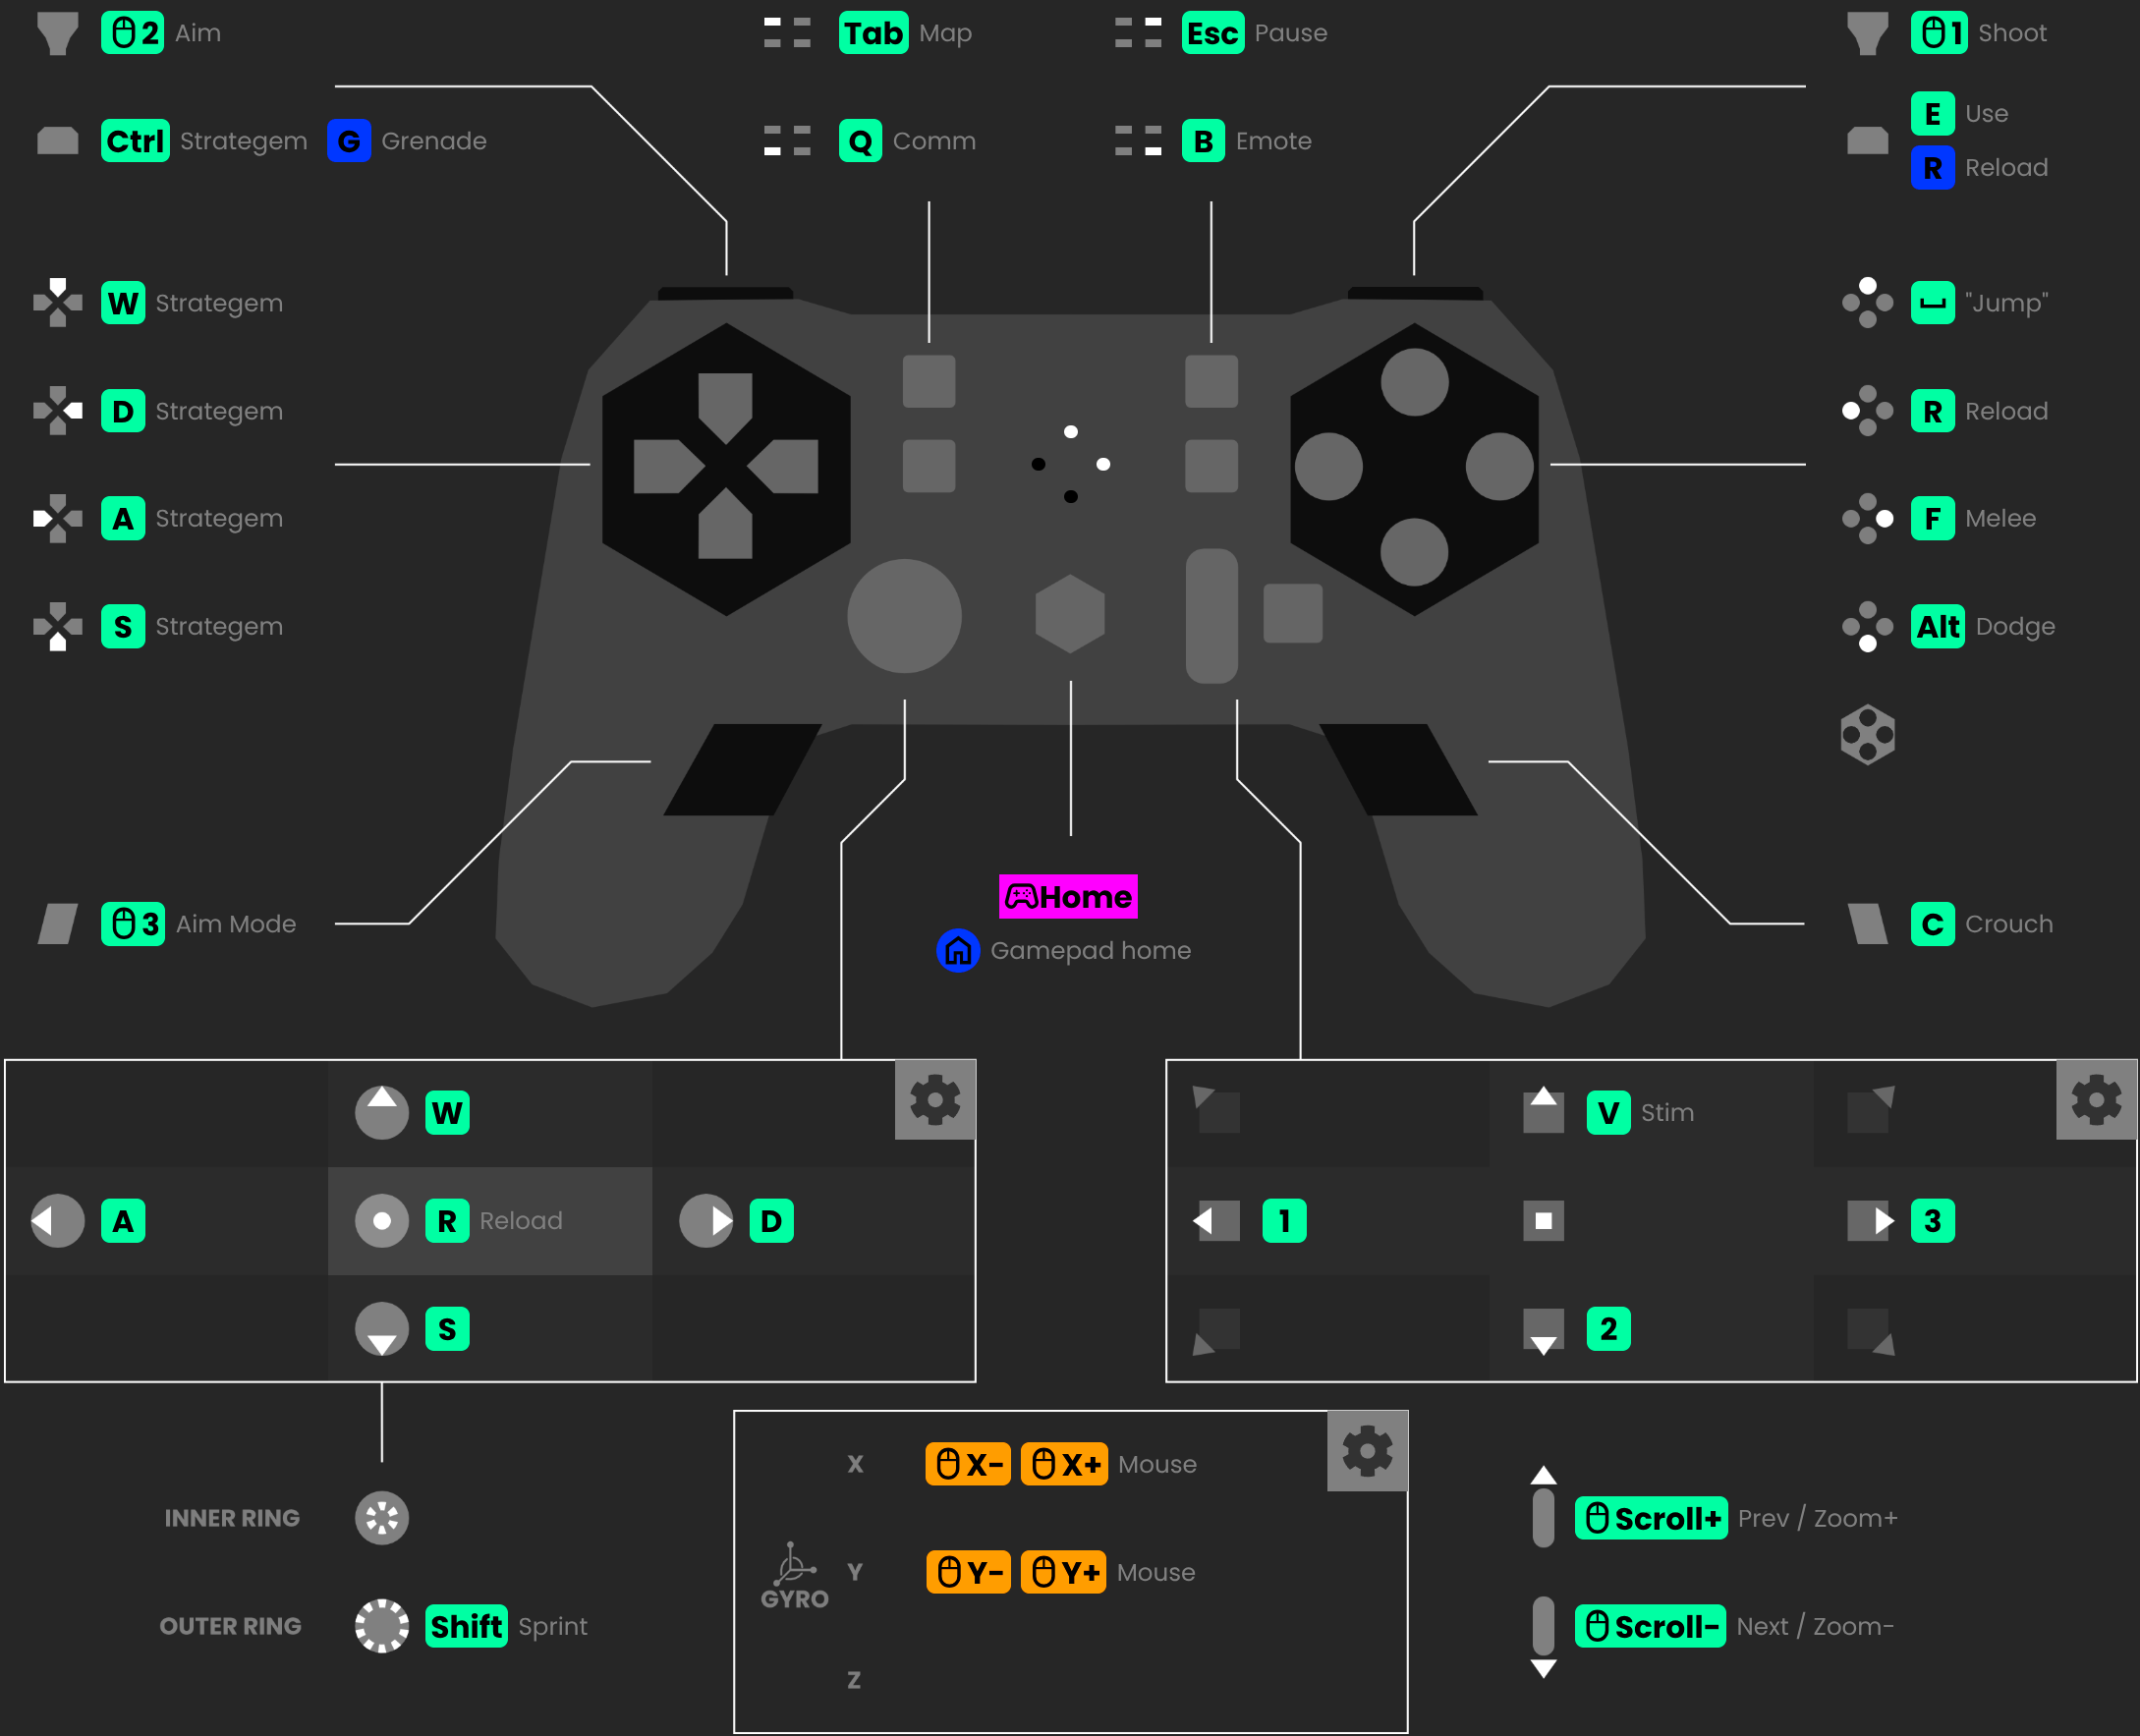 2 Aim
Tab Map
Esc Pause
1 Shoot
Ctrl Strategem G Grenade
Q Comm
B Emote
E Use
R Reload
W Strategem
"Jump"
D Strategem
R Reload
A Strategem
F Melee
S Strategem
Alt Dodge
3 Aim Mode
Home
Gamepad home
C Crouch
W
A
R Reload
D
S
V Stim
1
3
2
INNER RING
OUTER RING
Shift Sprint
X X- X+ Mouse
GYRO
Y Y- Y+ Mouse
Z
Scroll+ Prev / Zoom+
Scroll- Next / Zoom-